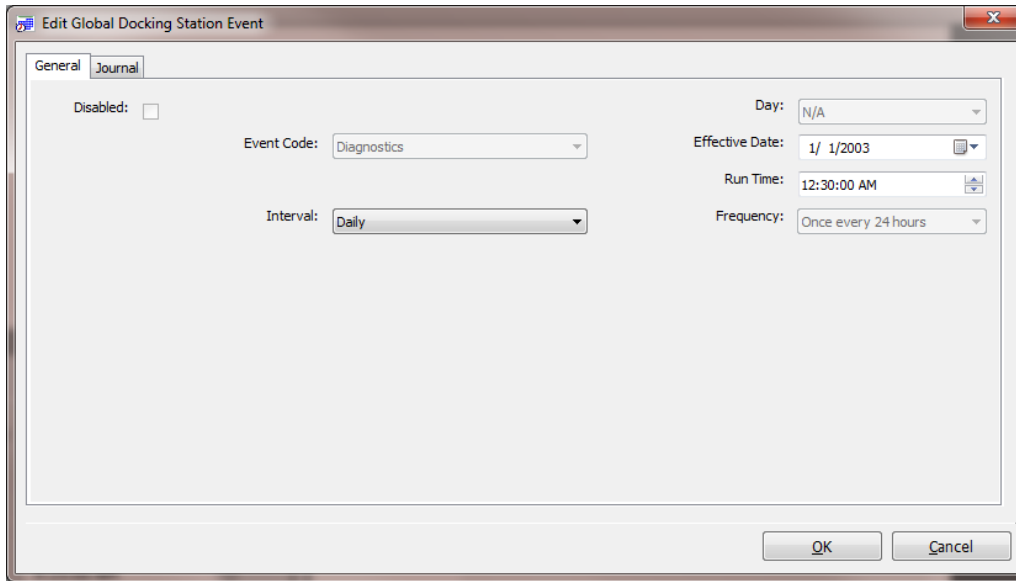 Edit Global Docking Station Event
General Journal
Disabled:
Day: N/A
Event Code: Diagnostics
Effective Date: 1/ 1/2003
Run Time: 12:30:00 AM
Interval: Daily
Frequency: Once every 24 hours
OK Cancel